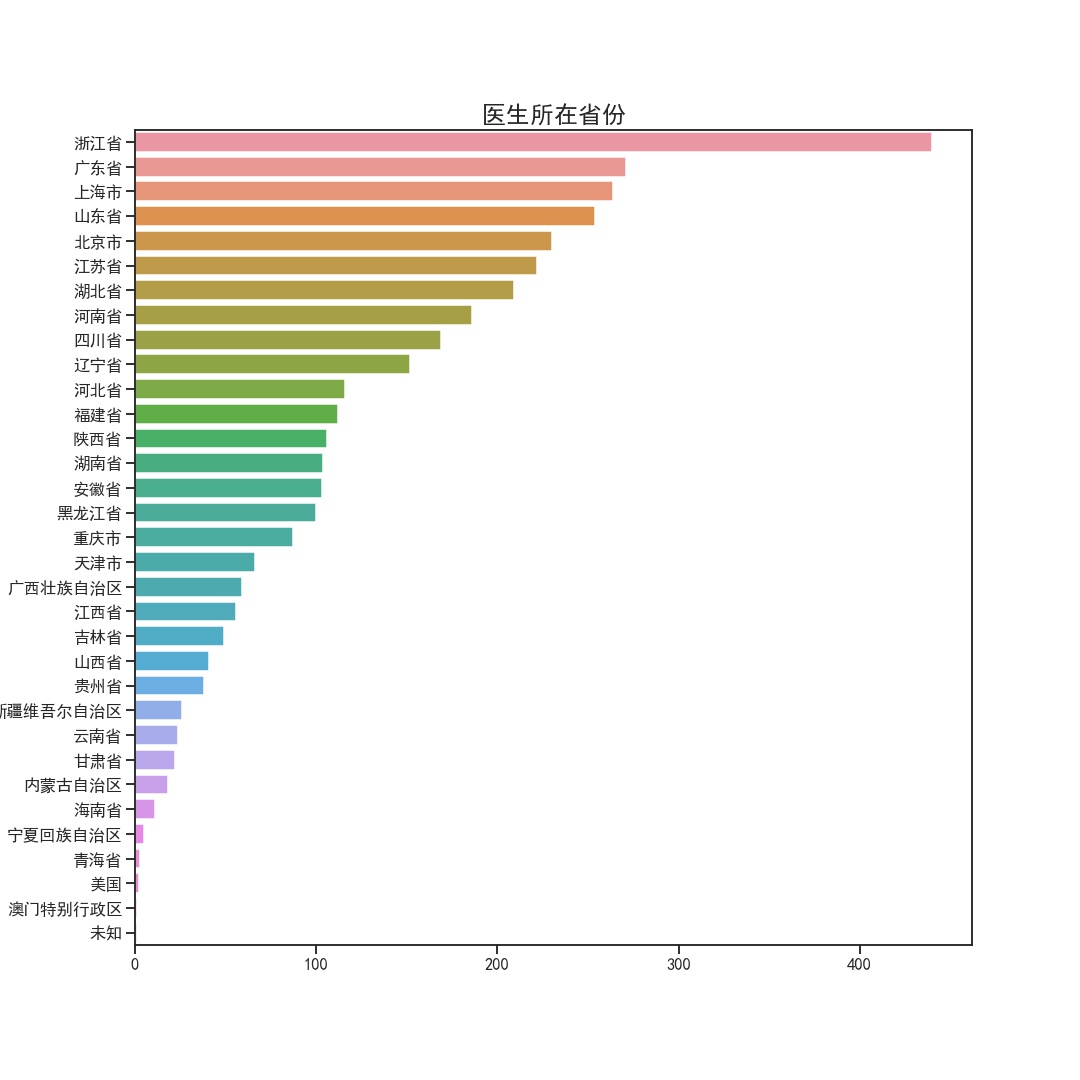 医生所在省份
浙江省
广东省
上海市
山东省
北京市
江苏省
湖北省
河南省
四川省
辽宁省
河北省
福建省
陕西省
湖南省
安徽省
黑龙江省
重庆市
天津市
广西壮族自治区
江西省
吉林省
山西省
贵州省
新疆维吾尔自治区
云南省
甘肃省
内蒙古自治区
海南省
宁夏回族自治区
青海省
美国
澳门特别行政区
未知
0 100 200 300 400